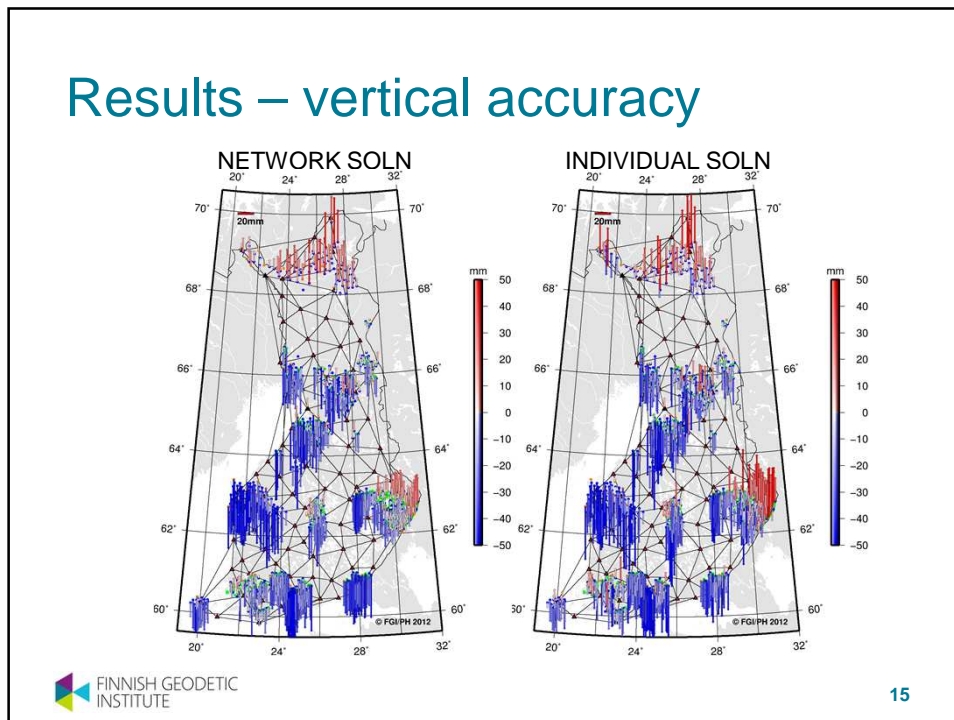 Results – vertical accuracy
NETWORK SOLN
20° 24° 28° 32°
70° 70°
20mm
68° 68°
66° 66°
64° 64°
62° 62°
60° 60°
© FGI/PH 2012
20° 24° 28° 32°
mm
50
40
30
20
10
0
−10
−20
−30
−40
−50
INDIVIDUAL SOLN
20° 24° 28° 32°
70° 70°
20mm
68° 68°
66° 66°
64° 64°
62° 62°
60°
© FGI/PH 2012
20° 24° 28° 32°
mm
50
40
30
20
10
0
−10
−20
−30
−40
−50
FINNISH GEODETIC
INSTITUTE
15